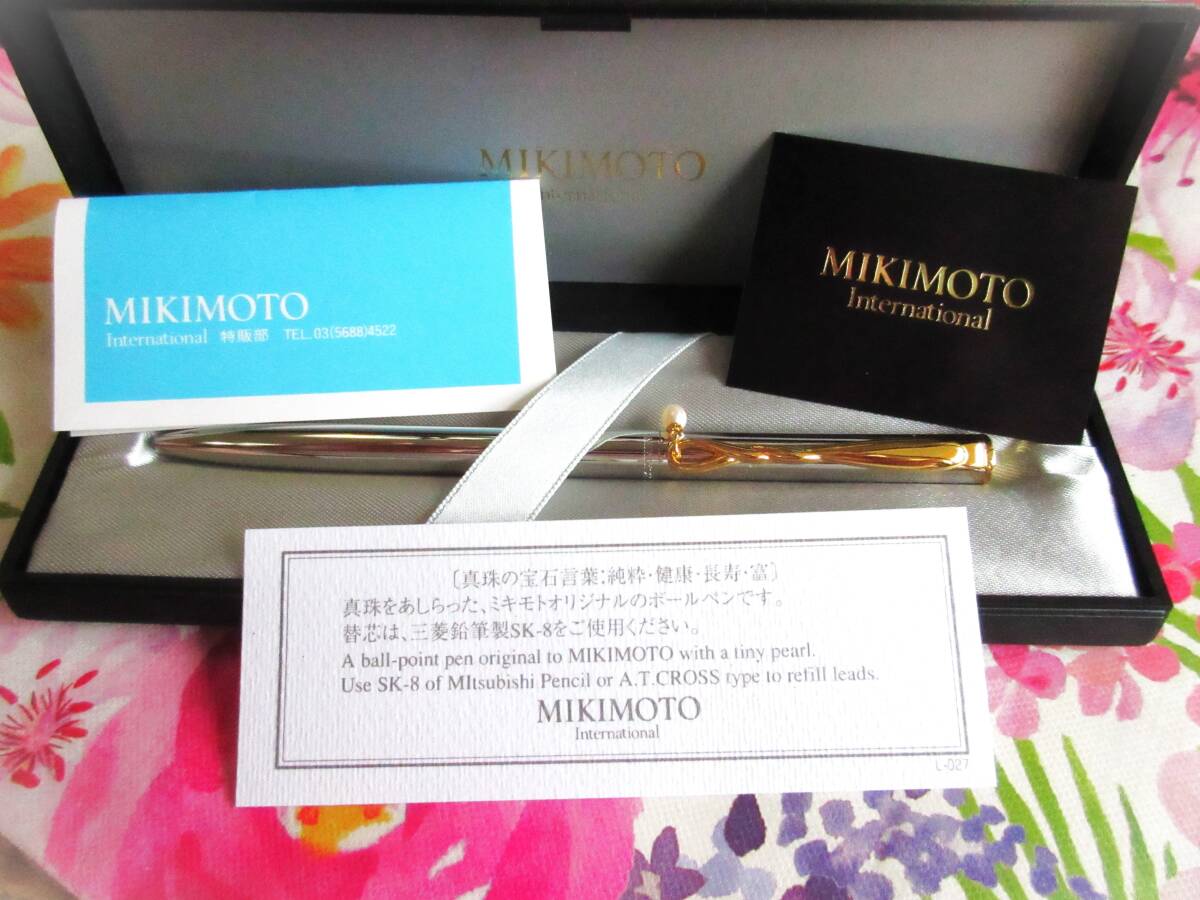 MIKIMOTO
International
MIKIMOTO
International 特販部 TEL.03(5688)4522
MIKIMOTO
International
〔真珠の宝石言葉:純粋・健康・長寿・富〕
真珠をあしらった、ミキモトオリジナルのボールペンです。
替芯は、三菱鉛筆製SK-8をご使用ください。
A ball-point pen original to MIKIMOTO with a tiny pearl.
Use SK-8 of MItsubishi Pencil or A.T.CROSS type to refill leads.
MIKIMOTO
International
L-027